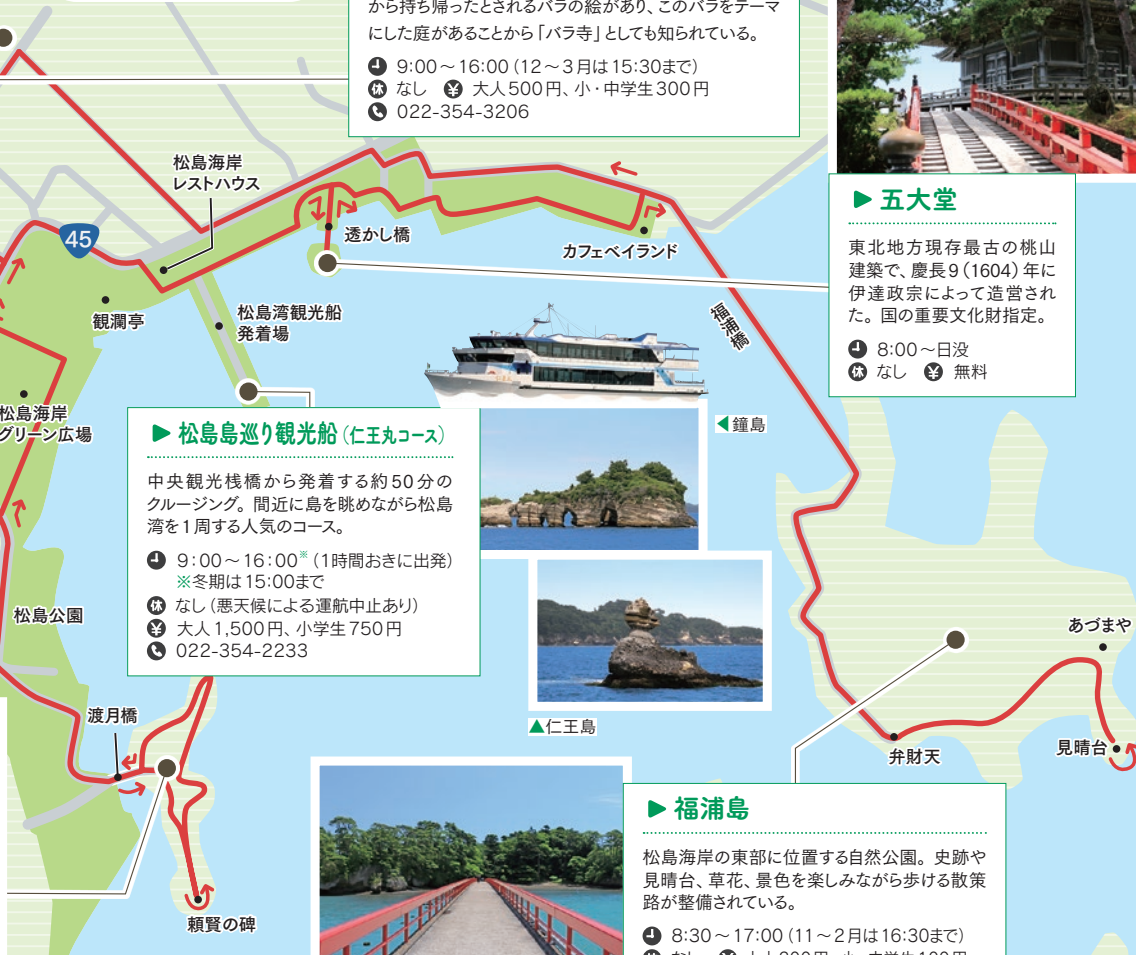 から持ち帰ったとされるバラの絵があり、このバラをテーマ
にした庭があることから「バラ寺」としても知られている。
9:00～16:00（12～3月は15:30まで）
休 なし ¥ 大人500円、小・中学生300円
022-354-3206
松島海岸
レストハウス
45
透かし橋
カフェベイランド
福浦橋
観瀾亭
松島湾観光船
発着場
松島海岸
グリーン広場
▶五大堂
東北地方現存最古の桃山
建築で、慶長9（1604）年に
伊達政宗によって造営され
た。国の重要文化財指定。
8:00～日没
休 なし ¥ 無料
◀鐘島
▶松島島巡り観光船（仁王丸コース）
中央観光桟橋から発着する約50分の
クルージング。間近に島を眺めながら松島
湾を1周する人気のコース。
9:00～16:00※（1時間おきに出発）
※冬期は15:00まで
休 なし（悪天候による運航中止あり）
¥ 大人1,500円、小学生750円
022-354-2233
松島公園
▲仁王島
あづまや
見晴台
弁財天
渡月橋
頼賢の碑
▶福浦島
松島海岸の東部に位置する自然公園。史跡や
見晴台、草花、景色を楽しみながら歩ける散策
路が整備されている。
8:30～17:00（11～2月は16:30まで）